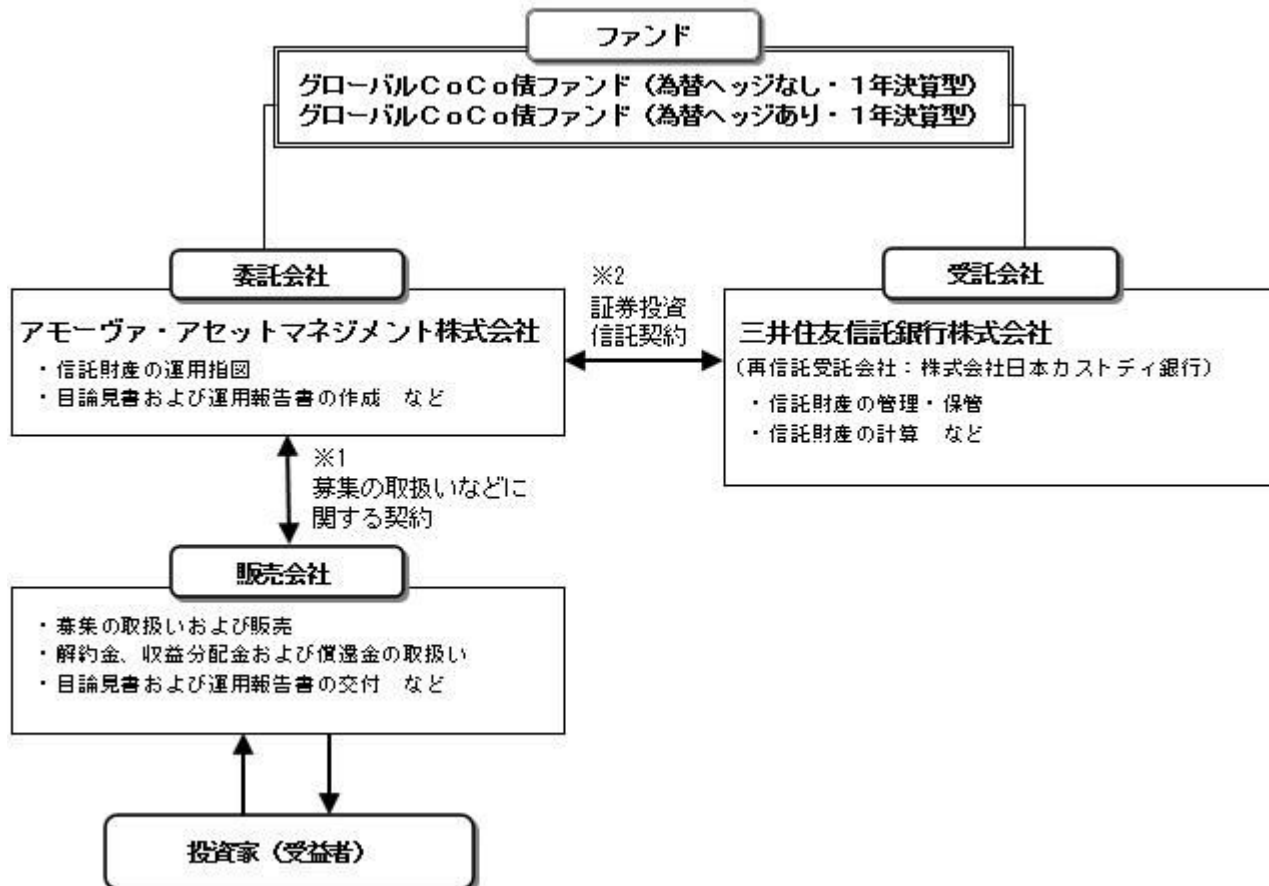 ファンド
グローバルCoCo債ファンド（為替ヘッジなし・１年決算型）
グローバルCoCo債ファンド（為替ヘッジあり・１年決算型）
委託会社
アモーヴァ・アセットマネジメント株式会社
・信託財産の運用指図
・目論見書および運用報告書の作成　など
※2
証券投資
信託契約
受託会社
三井住友信託銀行株式会社
（再信託受託会社：株式会社日本カストディ銀行）
・信託財産の管理・保管
・信託財産の計算　など
※1
募集の取扱いなどに
関する契約
販売会社
・募集の取扱いおよび販売
・解約金、収益分配金および償還金の取扱い
・目論見書および運用報告書の交付　など
投資家（受益者）